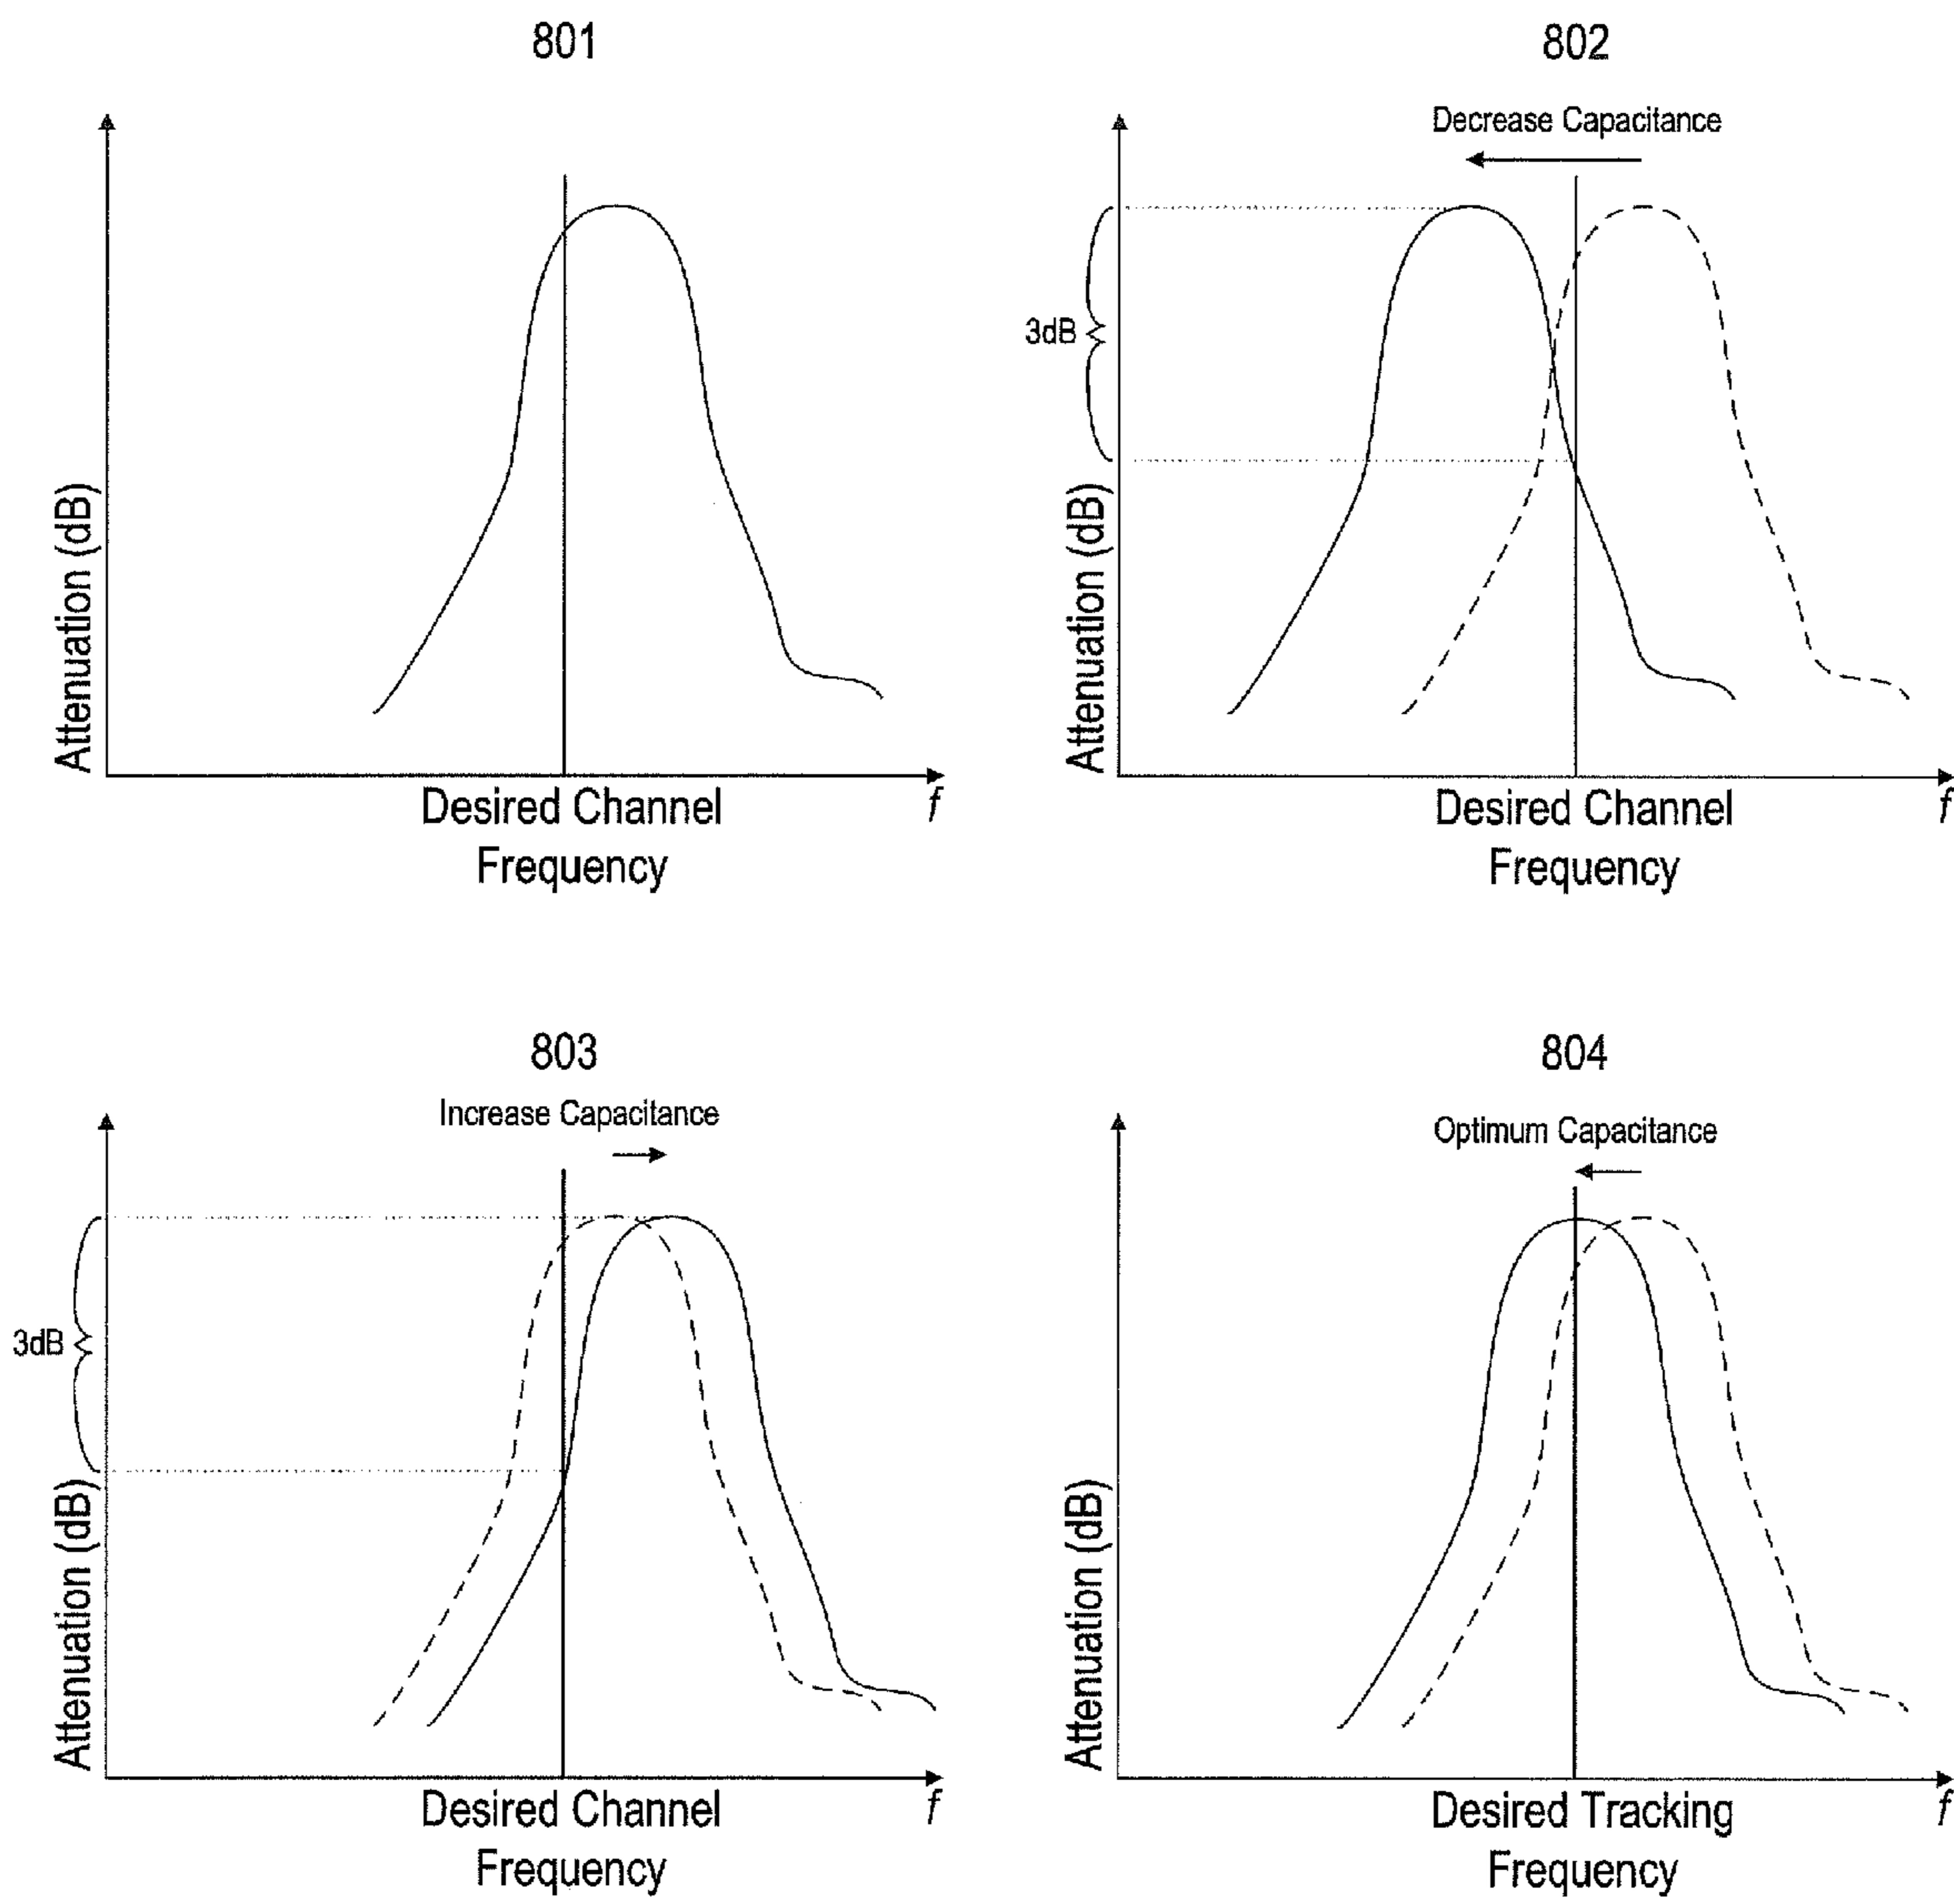 801
Attenuation (dB)
Desired Channel
Frequency
f
802
Decrease Capacitance
3dB
Attenuation (dB)
Desired Channel
Frequency
f
803
Increase Capacitance
3dB
Attenuation (dB)
Desired Channel
Frequency
f
804
Optimum Capacitance
Attenuation (dB)
Desired Tracking
Frequency
f